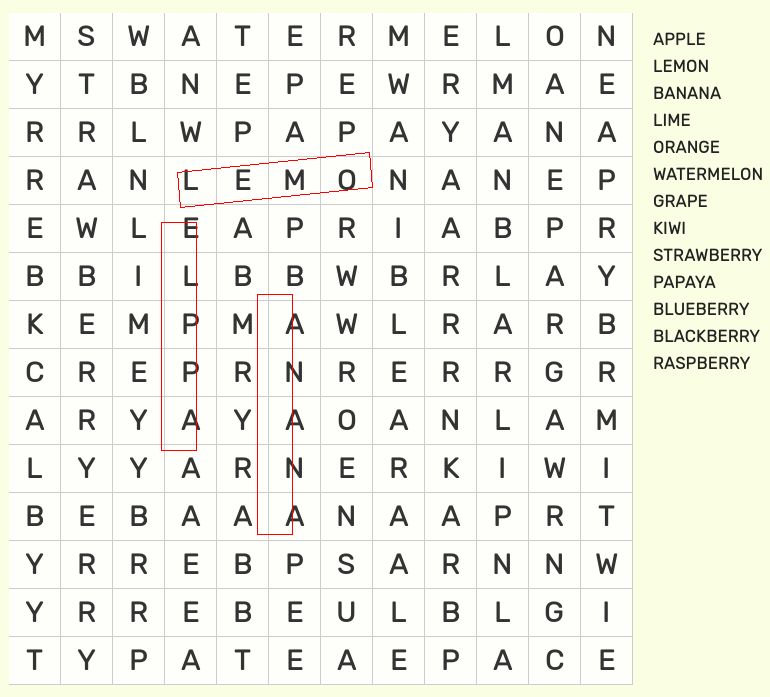 M S W A T E R M E L O N
Y T B N E P E W R M A E
R R L W P A P A Y A N A
R A N L E M O N A N E P
E W L E A P R I A B P R
B B I L B B W B R L A Y
K E M P M A W L R A R B
C R E P R N R E R R G R
A R Y A Y A O A N L A M
L Y Y A R N E R K I W I
B E B A A A N A A P R T
Y R R E B P S A R N N W
Y R R E B E U L B L G I
T Y P A T E A E P A C E
APPLE
LEMON
BANANA
LIME
ORANGE
WATERMELON
GRAPE
KIWI
STRAWBERRY
PAPAYA
BLUEBERRY
BLACKBERRY
RASPBERRY